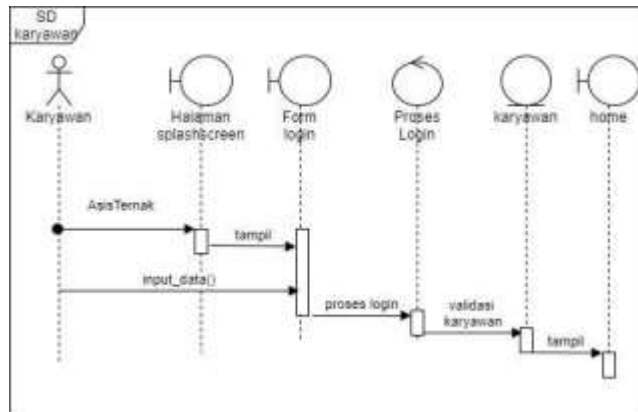 SD
karyawan
Karyawan
Halaman
splashscreen
Form
login
Proses
Login
karyawan
home
AsisTernak
tampil
input_data()
proses login
validasi
karyawan
tampil